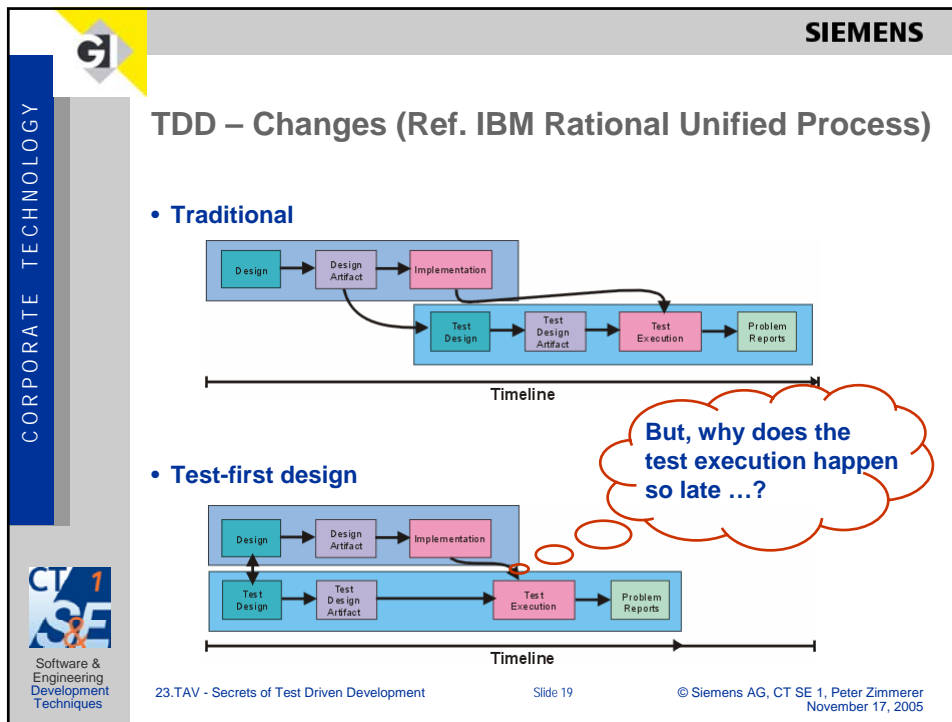 SIEMENS
GI
CORPORATE TECHNOLOGY
TDD – Changes (Ref. IBM Rational Unified Process)
• Traditional
Design
Design
Artifact
Implementation
Test
Design
Test
Design
Artifact
Test
Execution
Problem
Reports
Timeline
But, why does the
test execution happen
so late …?
• Test-first design
Design
Design
Artifact
Implementation
Test
Design
Test
Design
Artifact
Test
Execution
Problem
Reports
Timeline
CT 1
S&E
Software &
Engineering
Development
Techniques
23.TAV - Secrets of Test Driven Development
Slide 19
© Siemens AG, CT SE 1, Peter Zimmerer
November 17, 2005